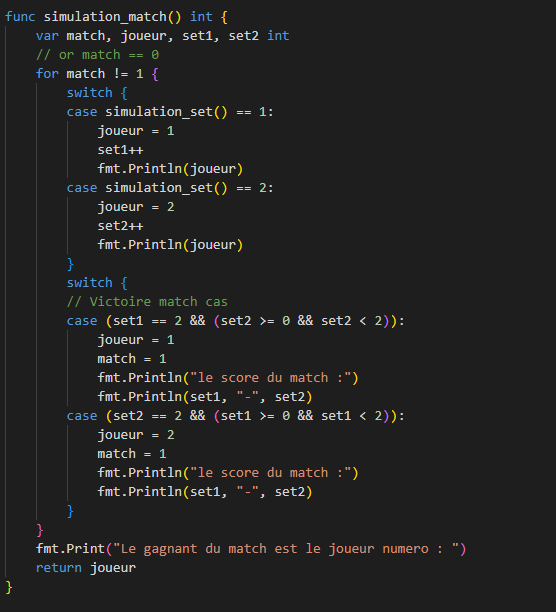 func simulation_match() int {
    var match, joueur, set1, set2 int
    // or match == 0
    for match != 1 {
        switch {
        case simulation_set() == 1:
            joueur = 1
            set1++
            fmt.Println(joueur)
        case simulation_set() == 2:
            joueur = 2
            set2++
            fmt.Println(joueur)
        }
        switch {
        // Victoire match cas
        case (set1 == 2 && (set2 >= 0 && set2 < 2)):
            joueur = 1
            match = 1
            fmt.Println("le score du match :")
            fmt.Println(set1, "-", set2)
        case (set2 == 2 && (set1 >= 0 && set1 < 2)):
            joueur = 2
            match = 1
            fmt.Println("le score du match :")
            fmt.Println(set1, "-", set2)
        }
    }
    fmt.Print("Le gagnant du match est le joueur numero : ")
    return joueur
}